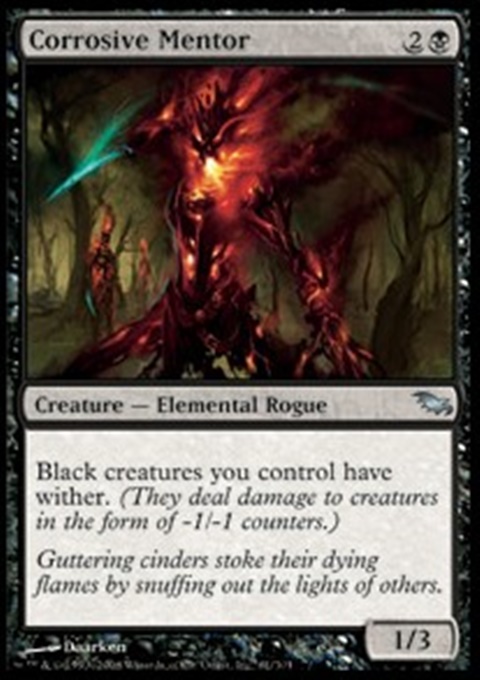 Corrosive Mentor 2
Creature — Elemental Rogue
Black creatures you control have
wither. (They deal damage to creatures
in the form of -1/-1 counters.)
Guttering cinders stoke their dying
flames by snuffing out the lights of others.
Daarken
1/3